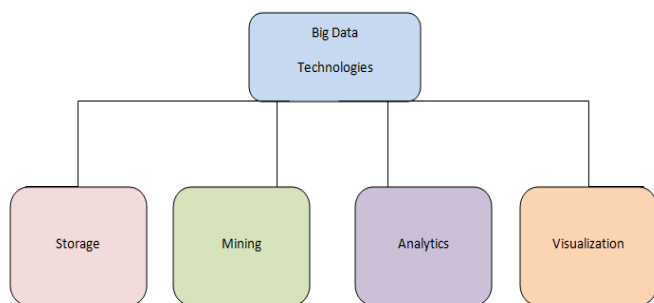 Big Data
Technologies
Storage
Mining
Analytics
Visualization